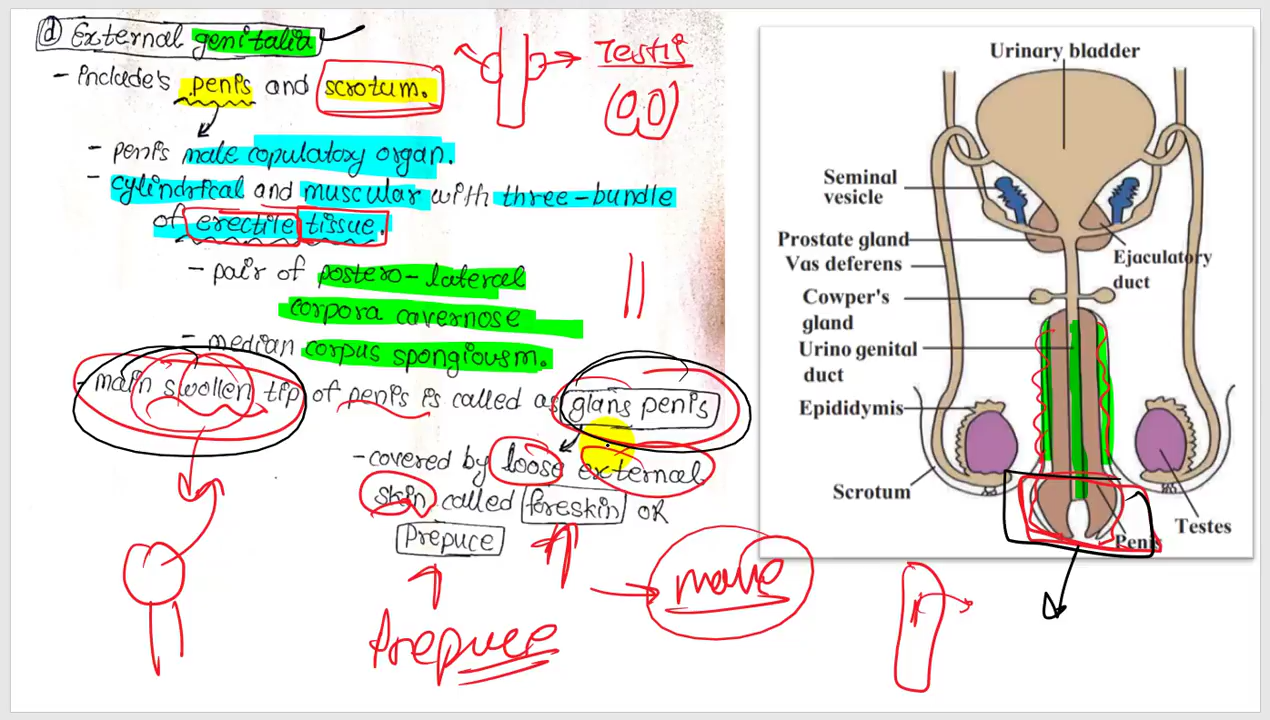 ⓓ External genitalia
- include's penis and scrotum.
Testis
- penis male copulatoxy organ.
- cylindrical and muscular with three-bundle
of erectile tissue.
- pair of postero-lateral
corpora cavernose
- median corpus spongiousm.
- main swollen tip of penis is called as glans penis
- covered by loose external
skin called foreskin or
Prepuce
Prepuce
male
Urinary bladder
Seminal
vesicle
Prostate gland
Vas deferens
Ejaculatory
duct
Cowper's
gland
Urino genital
duct
Epididymis
Scrotum
Testes
Penis